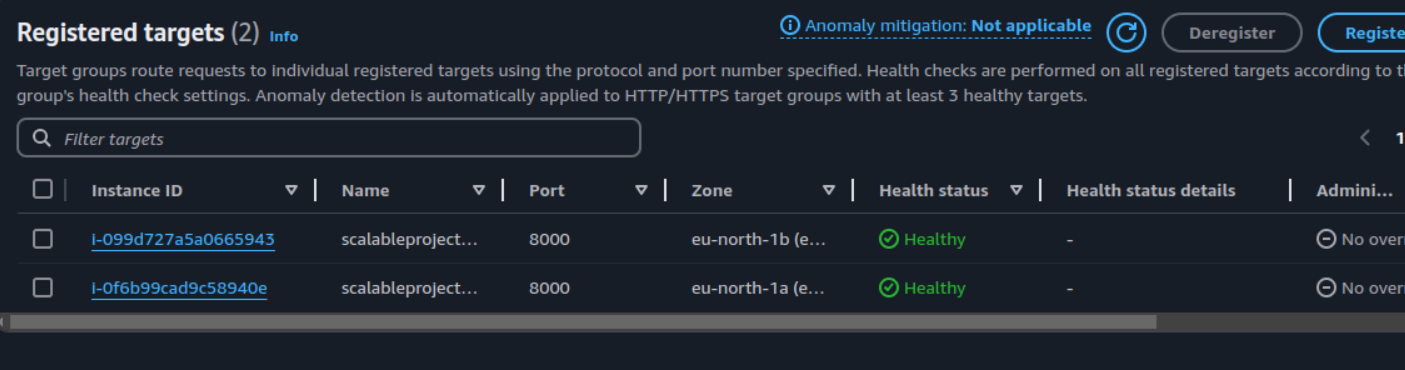 Registered targets (2) Info
Anomaly mitigation: Not applicable
Deregister
Registe
Target groups route requests to individual registered targets using the protocol and port number specified. Health checks are performed on all registered targets according to t
group's health check settings. Anomaly detection is automatically applied to HTTP/HTTPS target groups with at least 3 healthy targets.
Filter targets
1
Instance ID Name Port Zone Health status Health status details Admini...
i-099d727a5a0665943 scalableproject... 8000 eu-north-1b (e... Healthy - No over
i-0f6b99cad9c58940e scalableproject... 8000 eu-north-1a (e... Healthy - No over